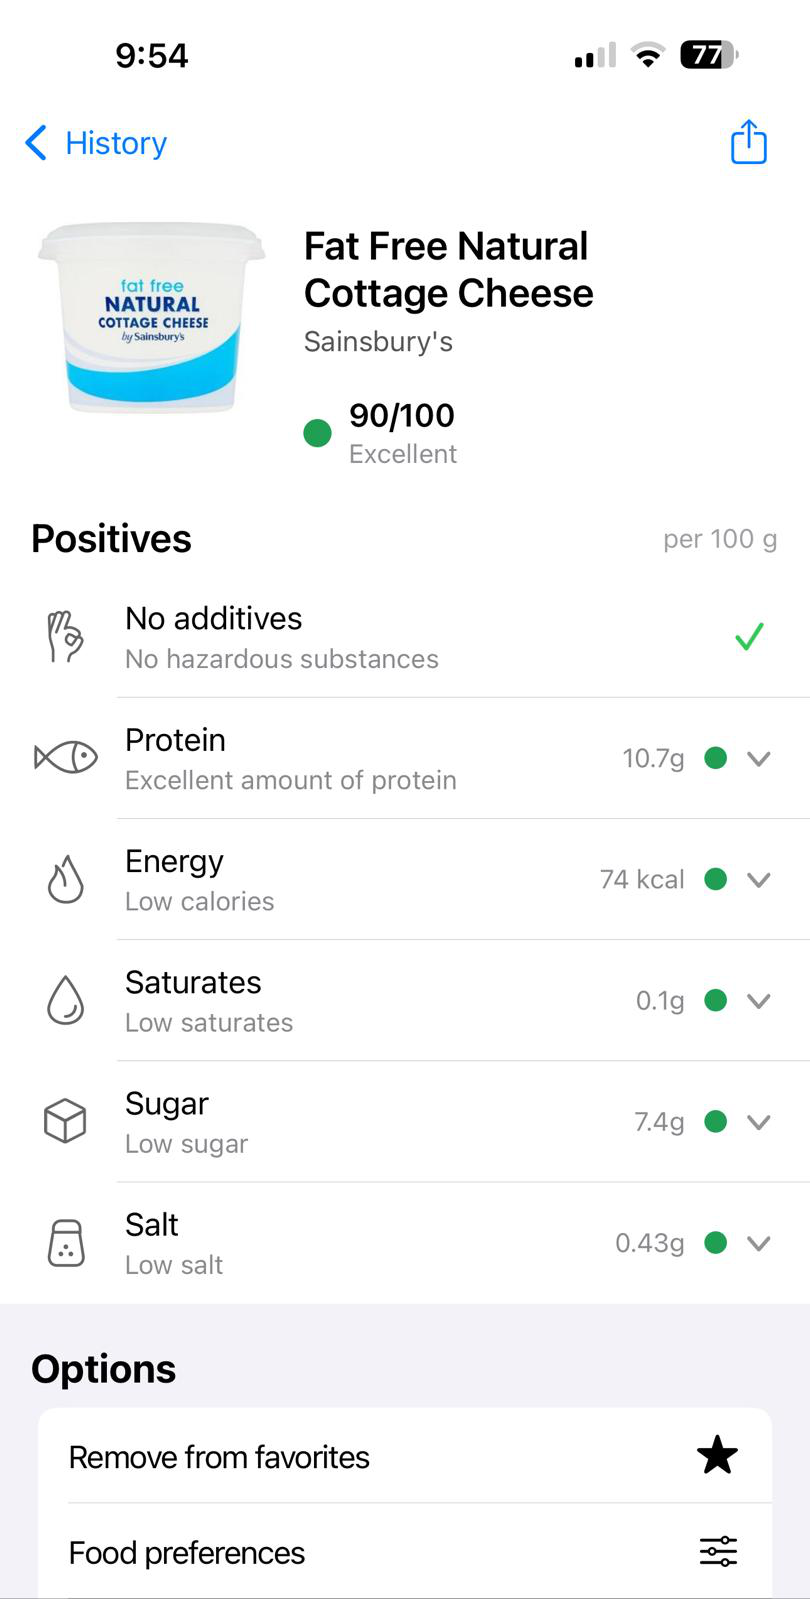 9:54
77
History
fat free
NATURAL
COTTAGE CHEESE
by Sainsbury's
Fat Free Natural
Cottage Cheese
Sainsbury's
90/100
Excellent
Positives per 100 g
No additives
No hazardous substances
Protein
Excellent amount of protein
10.7g
Energy
Low calories
74 kcal
Saturates
Low saturates
0.1g
Sugar
Low sugar
7.4g
Salt
Low salt
0.43g
Options
Remove from favorites
Food preferences